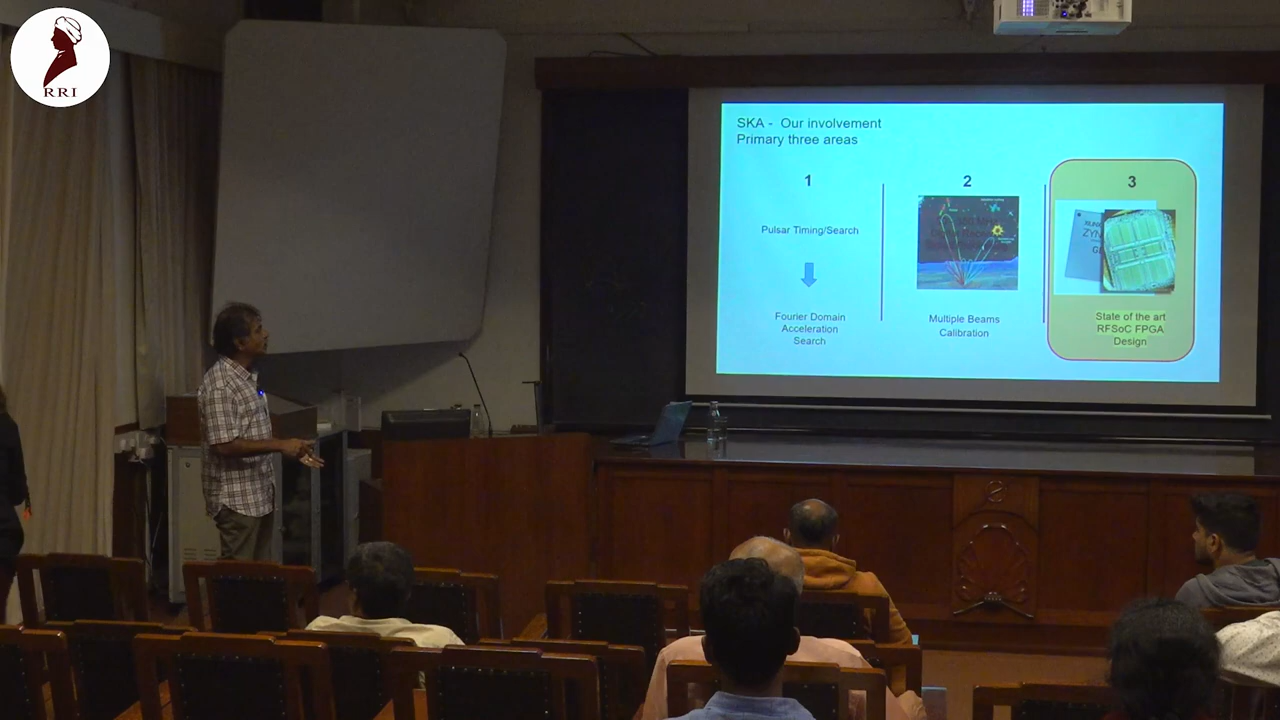 RRI
SKA - Our involvement
Primary three areas
1
Pulsar Timing/Search
Fourier Domain
Acceleration
Search
2
Multiple Beams
Calibration
3
State of the art
RFSoC FPGA
Design